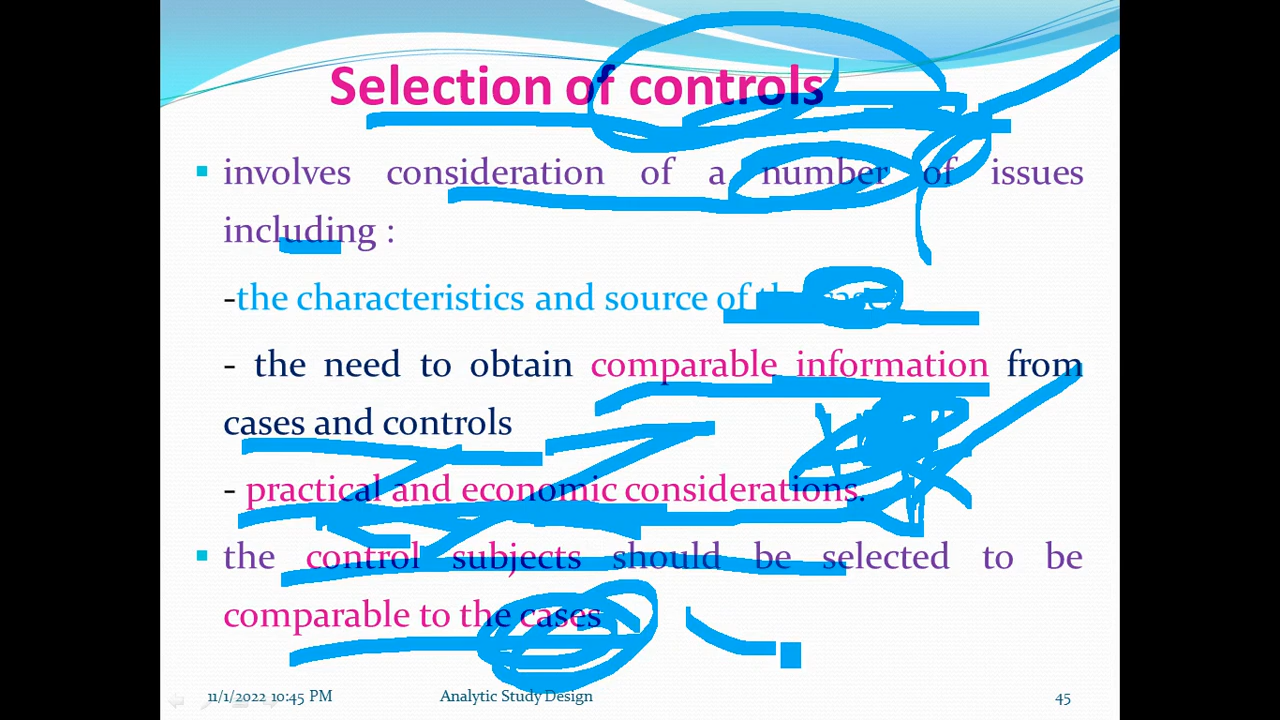 Selection of controls
▪ involves consideration of a number of issues
including :
-the characteristics and source of the cases
- the need to obtain comparable information from
cases and controls
- practical and economic considerations.
▪ the control subjects should be selected to be
comparable to the cases
11/1/2022 10:45 PM
Analytic Study Design
45